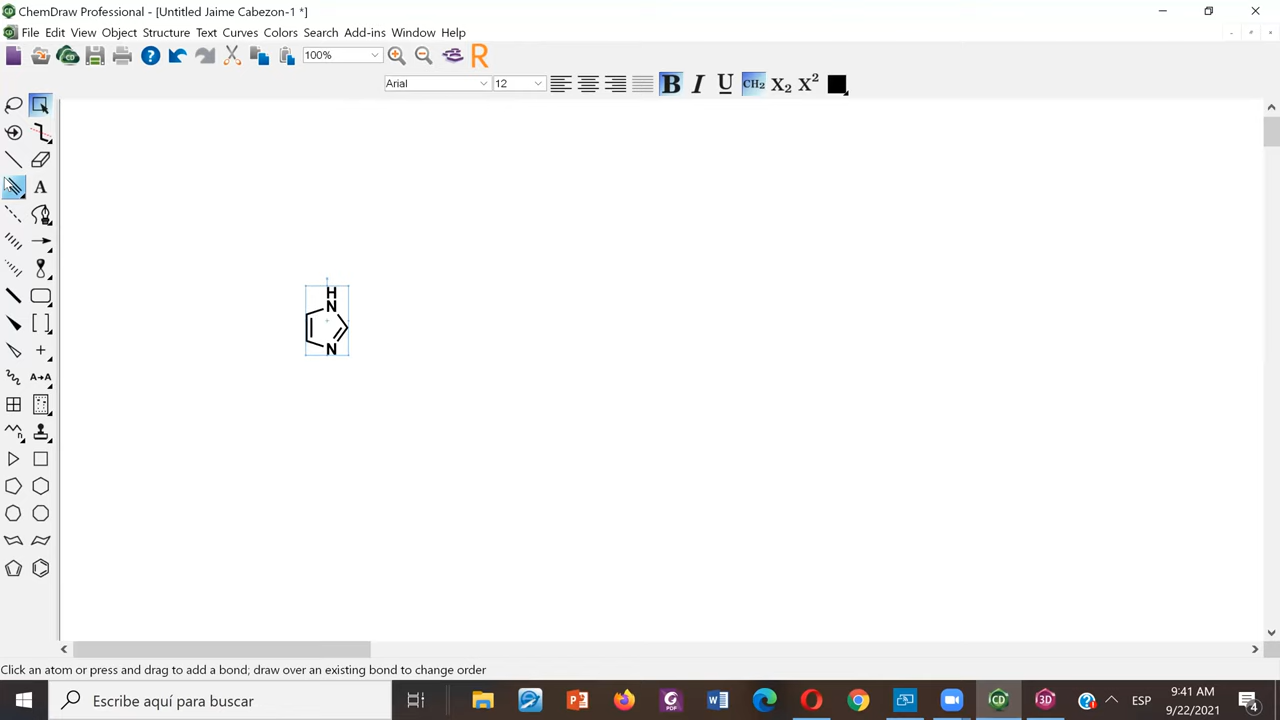 ChemDraw Professional - [Untitled Jaime Cabezon-1 *]
File Edit View Object Structure Text Curves Colors Search Add-ins Window Help
100%
Arial 12 B I U CH2 X2 X2
A
A→A
n
H
N
N
Click an atom or press and drag to add a bond; draw over an existing bond to change order
Escribe aquí para buscar
ESP
9:41 AM
9/22/2021
4